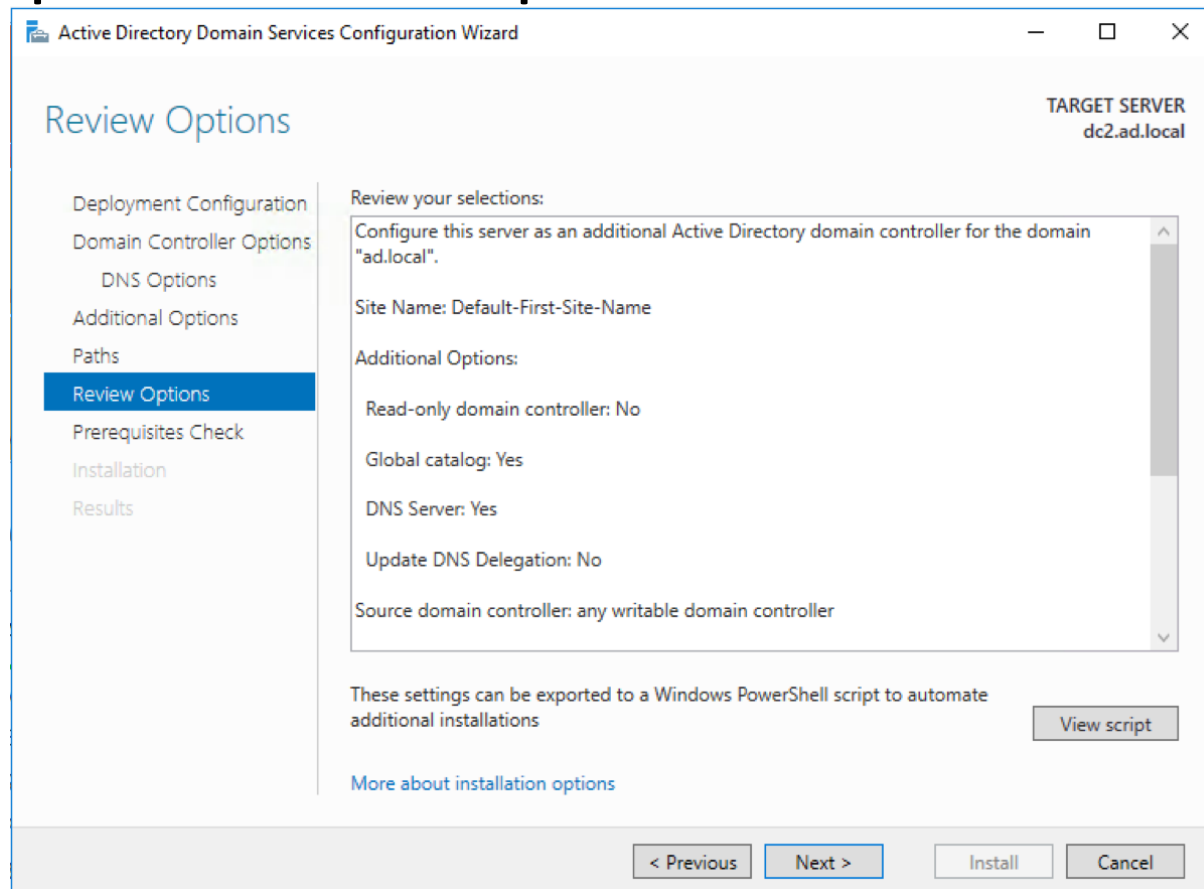 Active Directory Domain Services Configuration Wizard
Review Options
TARGET SERVER
dc2.ad.local
Deployment Configuration
Domain Controller Options
DNS Options
Additional Options
Paths
Review Options
Prerequisites Check
Installation
Results
Review your selections:
Configure this server as an additional Active Directory domain controller for the domain
"ad.local".
Site Name: Default-First-Site-Name
Additional Options:
Read-only domain controller: No
Global catalog: Yes
DNS Server: Yes
Update DNS Delegation: No
Source domain controller: any writable domain controller
These settings can be exported to a Windows PowerShell script to automate
additional installations
View script
More about installation options
< Previous
Next >
Install
Cancel